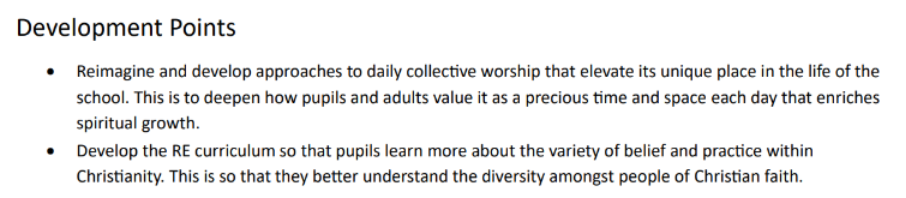 Development Points
• Reimagine and develop approaches to daily collective worship that elevate its unique place in the life of the
school. This is to deepen how pupils and adults value it as a precious time and space each day that enriches
spiritual growth.
• Develop the RE curriculum so that pupils learn more about the variety of belief and practice within
Christianity. This is so that they better understand the diversity amongst people of Christian faith.